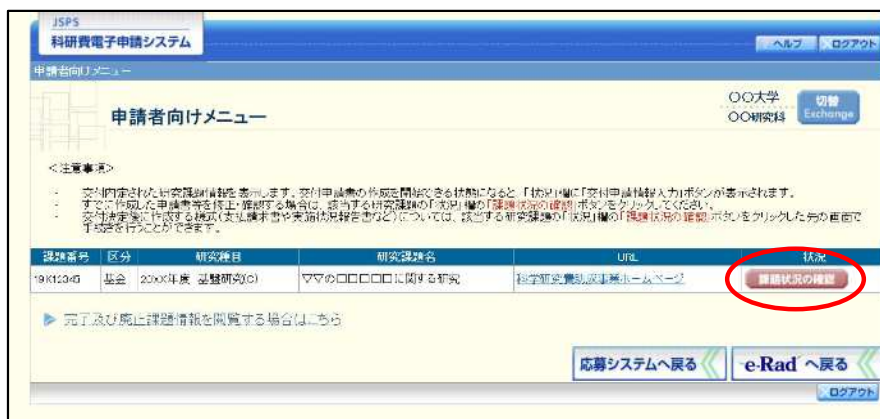 JSPS
科研費電子申請システム
ヘルプ ログアウト
申請者向けメニュー
申請者向けメニュー
〇〇大学
〇〇研究科
切替
Exchange
<注意事項>
・ 交付内定された研究課題情報を表示します。交付申請書の作成を開始できる状態になると、「状況」欄に「交付申請情報入力」ボタンが表示されます。
・ すでに作成した申請書等を修正・確認する場合は、該当する研究課題の「状況」欄の「課題状況の確認」ボタンをクリックしてください。
・ 交付決定後に作成する様式(支払請求書や実施状況報告書など)については、該当する研究課題の「状況」欄の「課題状況の確認」ボタンをクリックした先の画面で
手続きを行うことができます。
課題番号 区分 研究種目 研究課題名 URL 状況
19K12345 基金 20XX年度 基盤研究(C) ▽▽の□□□□□に関する研究 科学研究費助成事業ホームページ 課題状況の確認
完了及び廃止課題情報を閲覧する場合はこちら
応募システムへ戻る e-Rad へ戻る
ログアウト